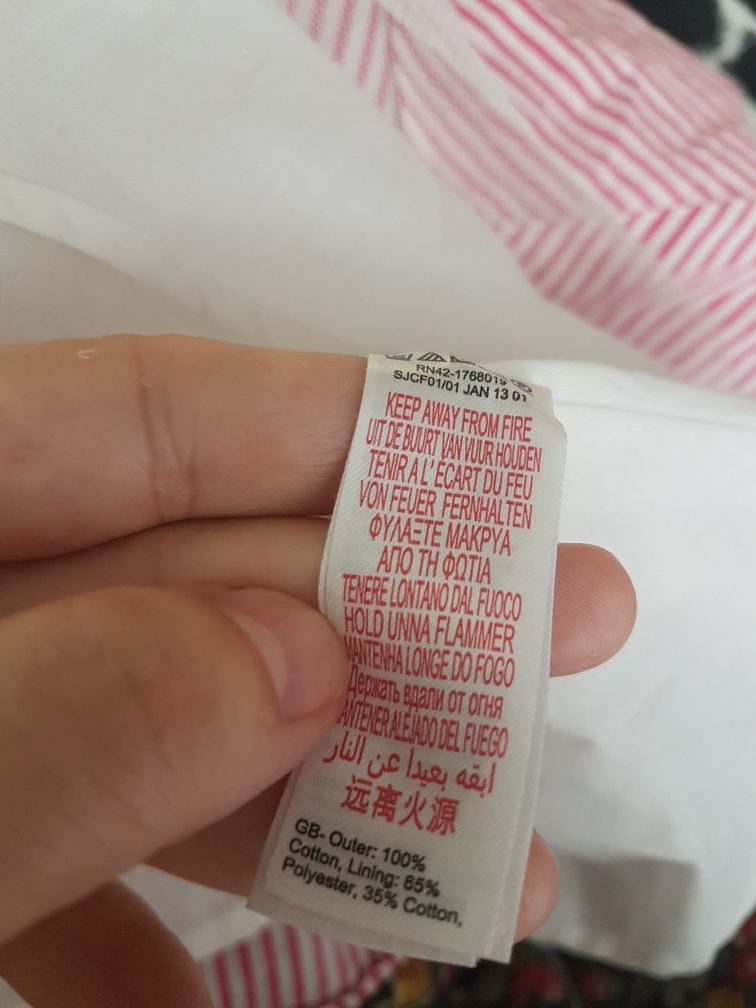 RN42-1768019
SJCF01/01 JAN 13 01
KEEP AWAY FROM FIRE
UIT DE BUURT VAN VUUR HOUDEN
TENIR A L'ECART DU FEU
VON FEUER FERNHALTEN
ΦΥΛΑΞΤΕ ΜΑΚΡΥΑ
ΑΠΟ ΤΗ ΦΩΤΙΑ
TENERE LONTANO DAL FUOCO
HOLD UNNA FLAMMER
MANTENHA LONGE DO FOGO
Держать вдали от огня
MANTENER ALEJADO DEL FUEGO
ابقه بعيدا عن النار
远离火源
GB- Outer: 100%
Cotton, Lining: 65%
Polyester, 35% Cotton,